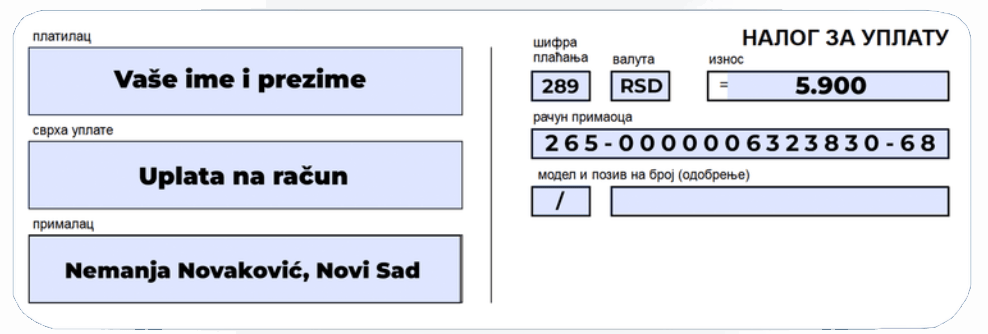 платилац
Vaše ime i prezime
сврха уплате
Uplata na račun
прималац
Nemanja Novaković, Novi Sad
НАЛОГ ЗА УПЛАТУ
шифра
плаћања
валута
износ
289
RSD
=
5.900
рачун примаоца
265-0000006323830-68
модел и позив на број (одобрење)
/